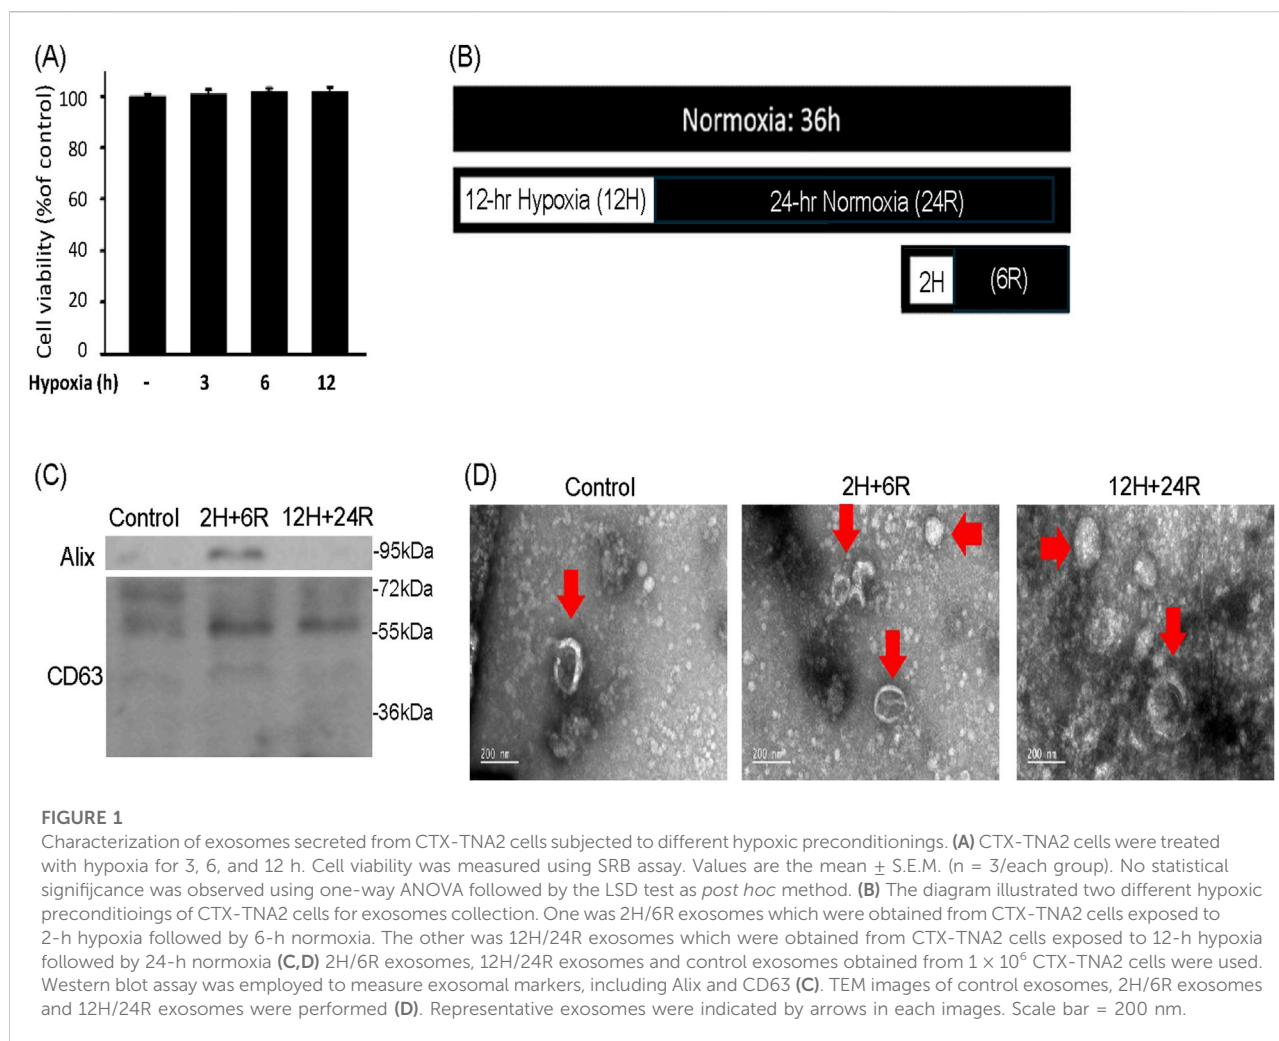 (A)
Cell viability (%of control)
100
80
60
40
20
0
Hypoxia (h) - 3 6 12
(B)
Normoxia: 36h
12-hr Hypoxia (12H) 24-hr Normoxia (24R)
2H (6R)
(C)
Control 2H+6R 12H+24R
Alix -95kDa
-72kDa
-55kDa
CD63
-36kDa
(D)
Control 2H+6R 12H+24R
200 nm 200 nm 200 nm
FIGURE 1
Characterization of exosomes secreted from CTX-TNA2 cells subjected to different hypoxic preconditionings. (A) CTX-TNA2 cells were treated
with hypoxia for 3, 6, and 12 h. Cell viability was measured using SRB assay. Values are the mean ± S.E.M. (n = 3/each group). No statistical
signifijcance was observed using one-way ANOVA followed by the LSD test as post hoc method. (B) The diagram illustrated two different hypoxic
preconditioings of CTX-TNA2 cells for exosomes collection. One was 2H/6R exosomes which were obtained from CTX-TNA2 cells exposed to
2-h hypoxia followed by 6-h normoxia. The other was 12H/24R exosomes which were obtained from CTX-TNA2 cells exposed to 12-h hypoxia
followed by 24-h normoxia (C,D) 2H/6R exosomes, 12H/24R exosomes and control exosomes obtained from 1 × 10⁶ CTX-TNA2 cells were used.
Western blot assay was employed to measure exosomal markers, including Alix and CD63 (C). TEM images of control exosomes, 2H/6R exosomes
and 12H/24R exosomes were performed (D). Representative exosomes were indicated by arrows in each images. Scale bar = 200 nm.